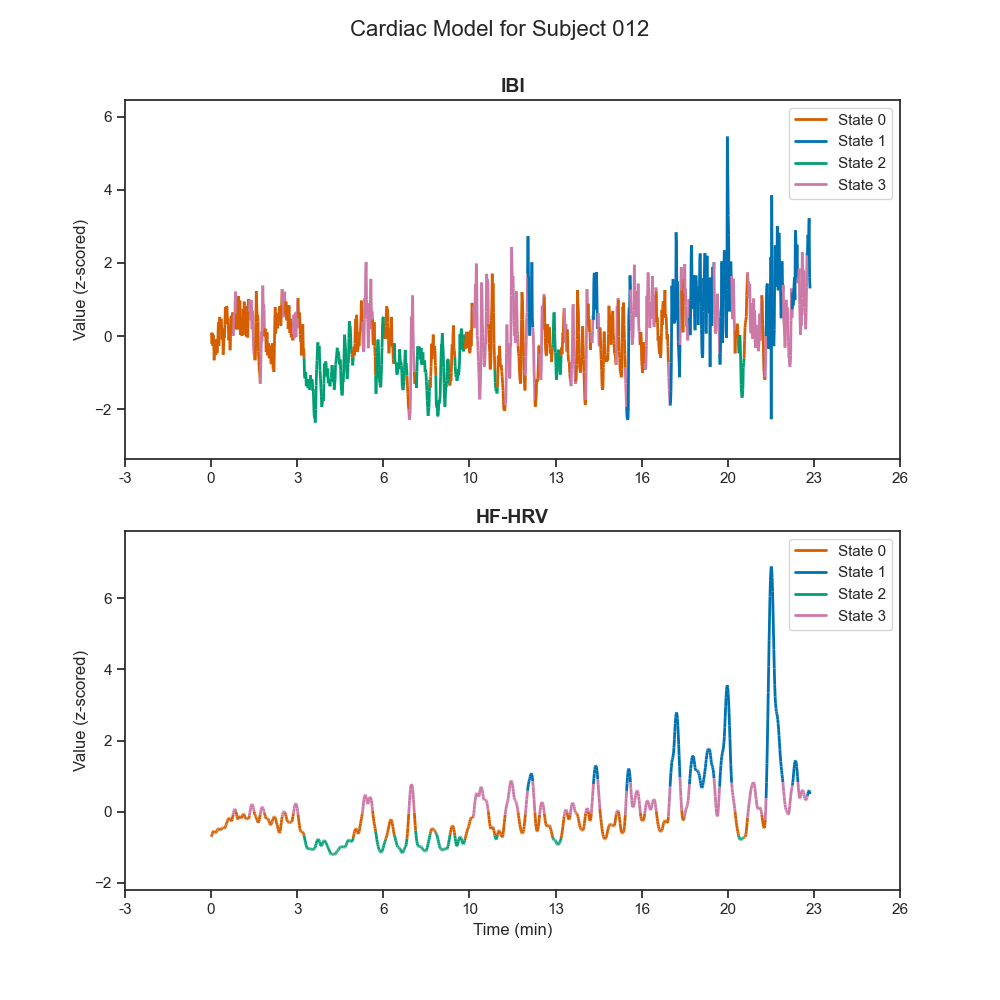 Cardiac Model for Subject 012
IBI
6
4
2
0
−2
Value (z-scored)
State 0
State 1
State 2
State 3
-3 0 3 6 10 13 16 20 23 26
HF-HRV
6
4
2
0
−2
Value (z-scored)
State 0
State 1
State 2
State 3
-3 0 3 6 10 13 16 20 23 26
Time (min)